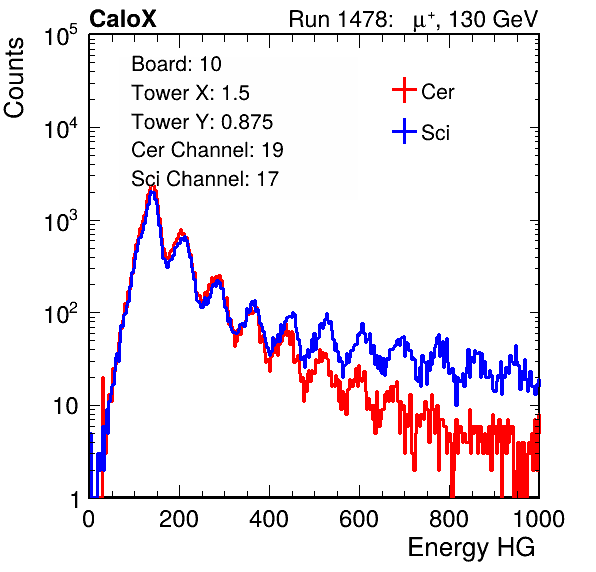 CaloX Run 1478: μ⁺, 130 GeV
Counts
10⁵
10⁴
10³
10²
10
1
Board: 10
Tower X: 1.5
Tower Y: 0.875
Cer Channel: 19
Sci Channel: 17
Cer
Sci
0 200 400 600 800 1000
Energy HG